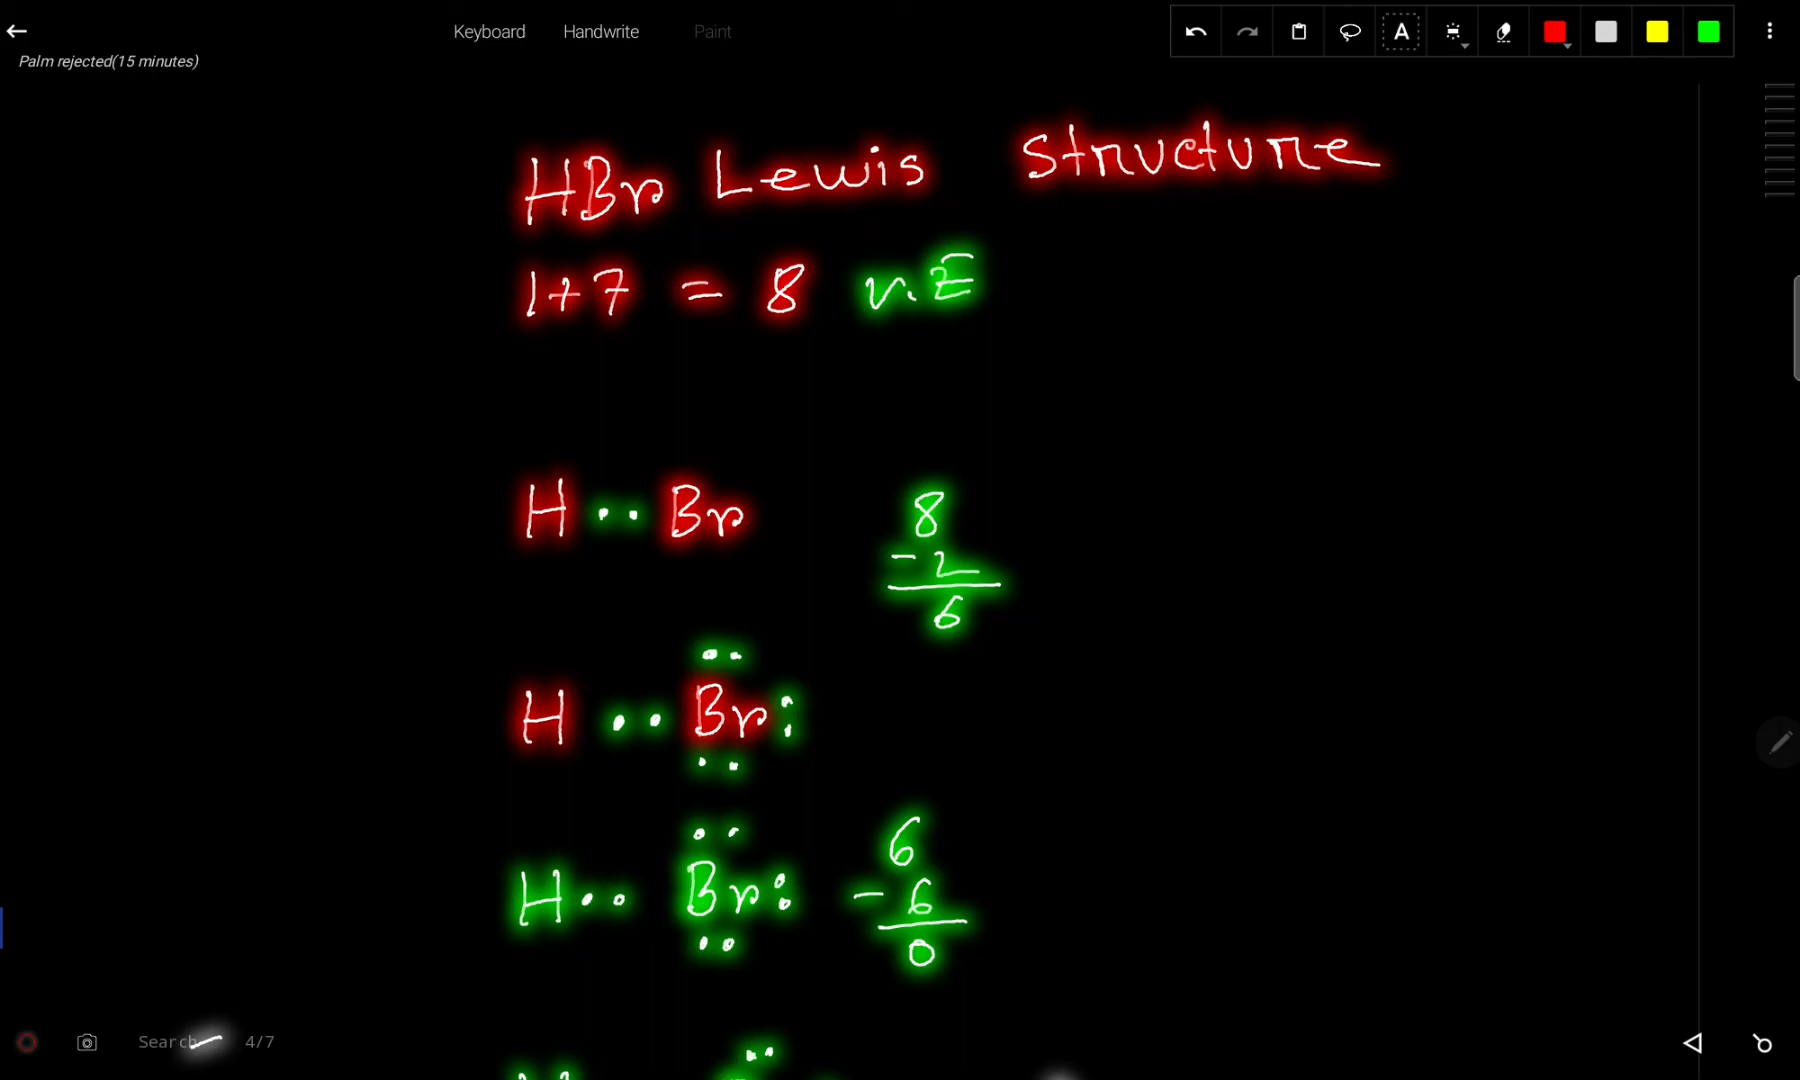 Keyboard Handwrite Paint A
Palm rejected(15 minutes)
HBr Lewis Structure
1+7 = 8 V.E
H ·· Br
8
- 2
6
H ·· Br:
H ·· Br:
6
- 6
0
Search 4/7